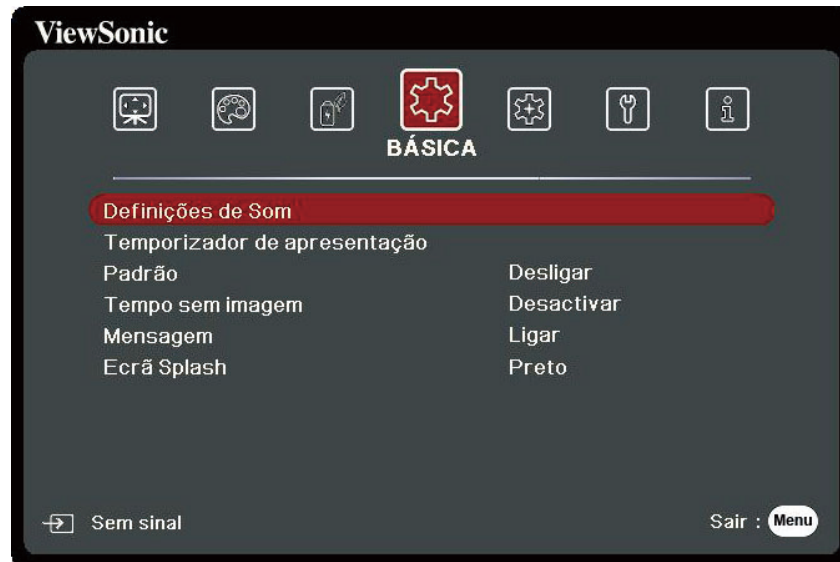 ViewSonic
BÁSICA
Definições de Som
Temporizador de apresentação
Padrão Desligar
Tempo sem imagem Desactivar
Mensagem Ligar
Ecrã Splash Preto
Sem sinal Sair : Menu